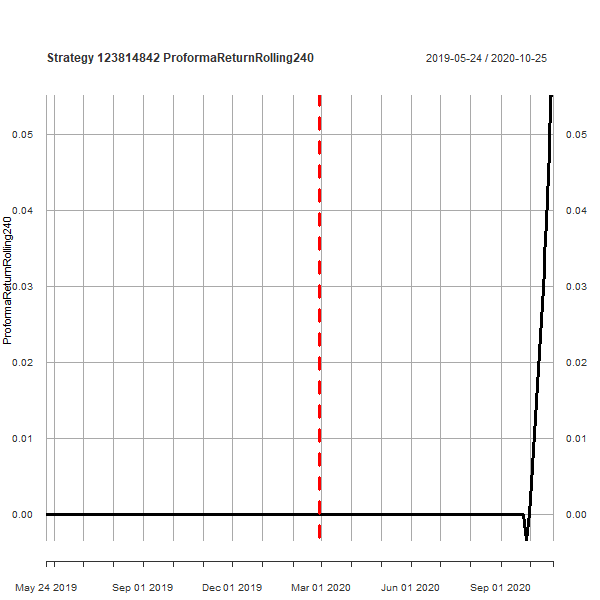 Strategy 123814842 ProformaReturnRolling240
2019-05-24 / 2020-10-25
ProformaReturnRolling240
0.05
0.04
0.03
0.02
0.01
0.00
0.05
0.04
0.03
0.02
0.01
0.00
May 24 2019
Sep 01 2019
Dec 01 2019
Mar 01 2020
Jun 01 2020
Sep 01 2020